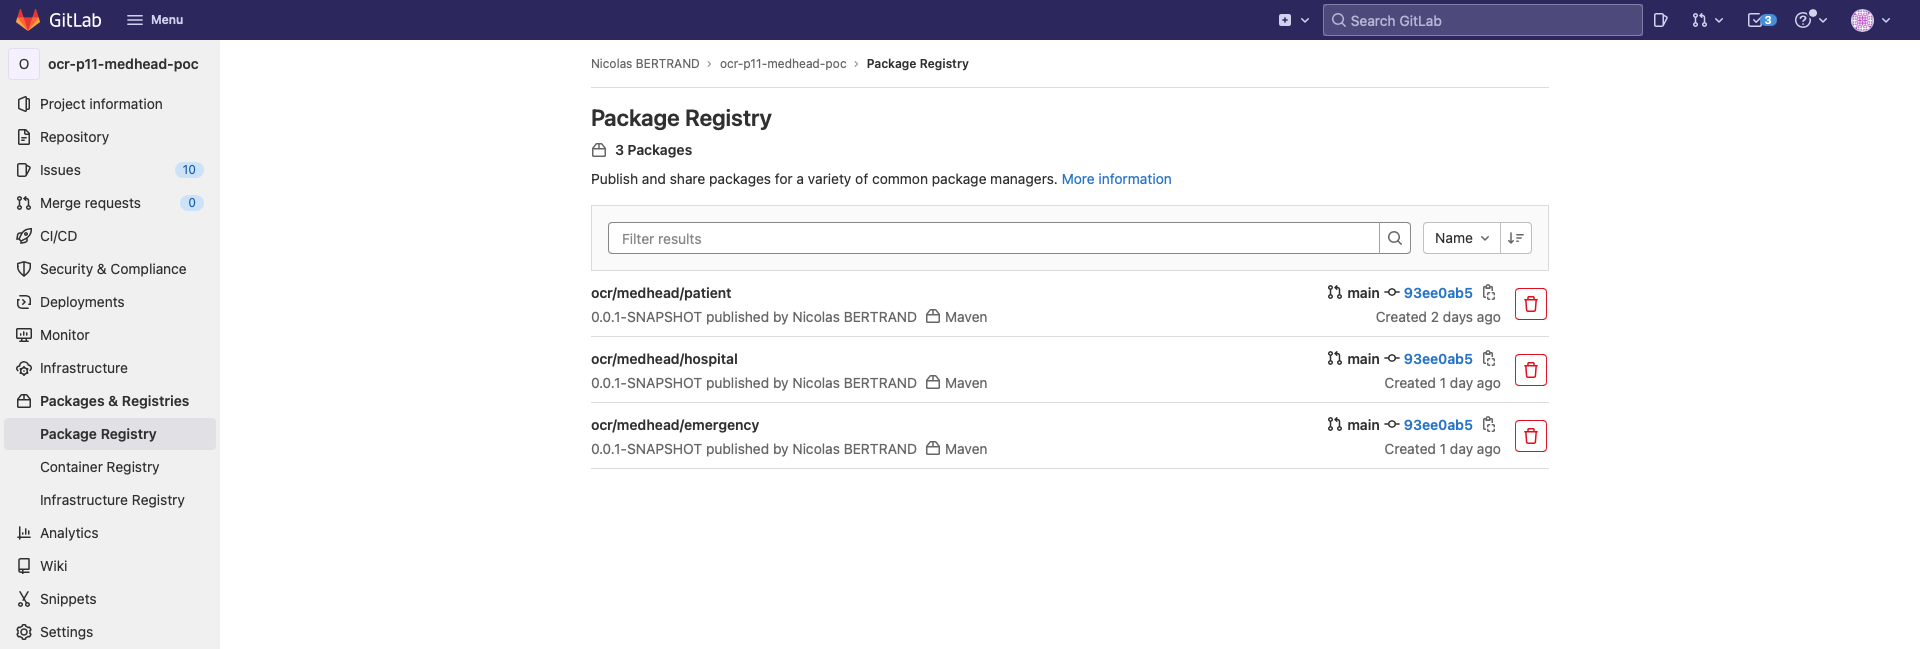 GitLab
Menu
Search GitLab
3
O
ocr-p11-medhead-poc
Project information
Repository
Issues
10
Merge requests
0
CI/CD
Security & Compliance
Deployments
Monitor
Infrastructure
Packages & Registries
Package Registry
Container Registry
Infrastructure Registry
Analytics
Wiki
Snippets
Settings
Nicolas BERTRAND › ocr-p11-medhead-poc › Package Registry
Package Registry
3 Packages
Publish and share packages for a variety of common package managers. More information
Filter results
Name
ocr/medhead/patient
main 93ee0ab5
0.0.1-SNAPSHOT published by Nicolas BERTRAND Maven
Created 2 days ago
ocr/medhead/hospital
main 93ee0ab5
0.0.1-SNAPSHOT published by Nicolas BERTRAND Maven
Created 1 day ago
ocr/medhead/emergency
main 93ee0ab5
0.0.1-SNAPSHOT published by Nicolas BERTRAND Maven
Created 1 day ago